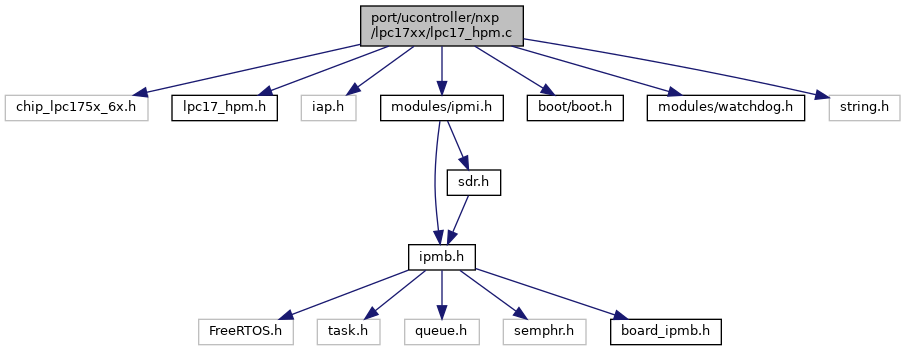 port/ucontroller/nxp
/lpc17xx/lpc17_hpm.c
chip_lpc175x_6x.h
lpc17_hpm.h
iap.h
modules/ipmi.h
boot/boot.h
modules/watchdog.h
string.h
sdr.h
ipmb.h
FreeRTOS.h
task.h
queue.h
semphr.h
board_ipmb.h